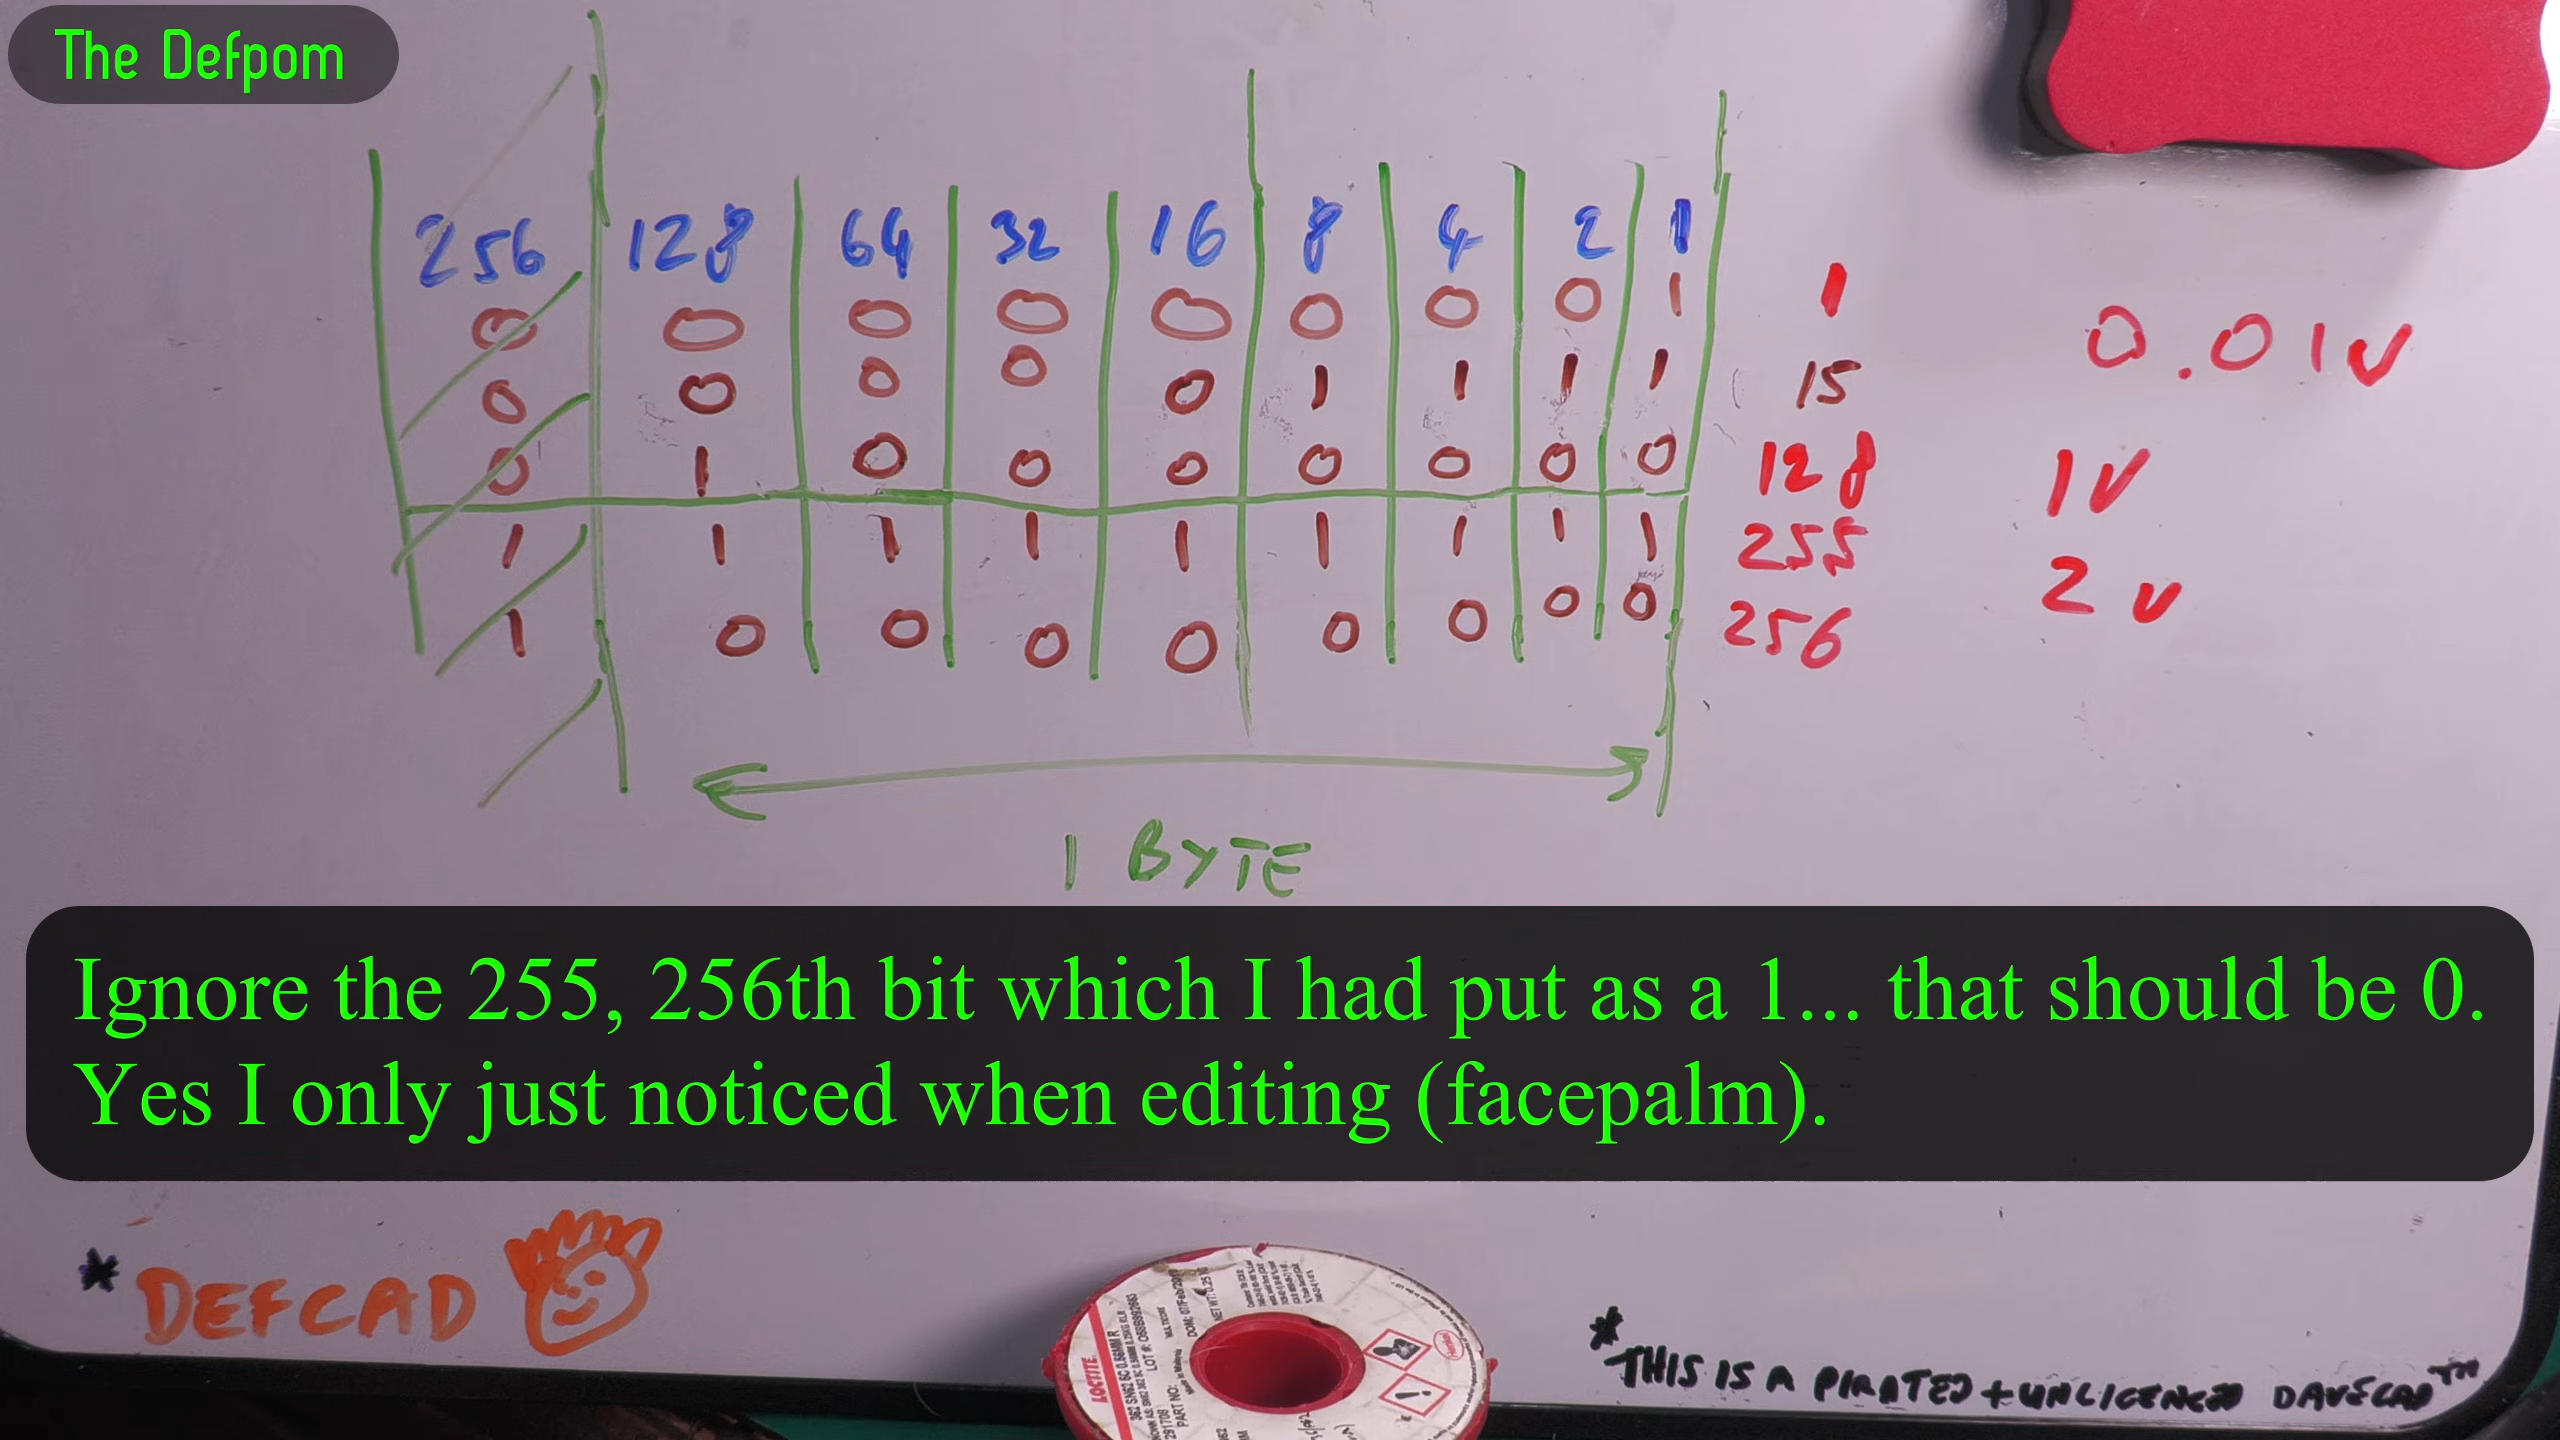 The Defpom
256 128 64 32 16 8 4 2 1
0 0 0 0 0 0 0 0 1 1 0.01V
0 0 0 0 0 1 1 1 1 15
0 1 0 0 0 0 0 0 0 128 1V
1 1 1 1 1 1 1 1 1 255 2V
1 0 0 0 0 0 0 0 0 256
1 BYTE
Ignore the 255, 256th bit which I had put as a 1... that should be 0.
Yes I only just noticed when editing (facepalm).
* DEFCAD
* THIS IS A PIRATED + UNLICENCED DAVECAD TM
LOCTITE